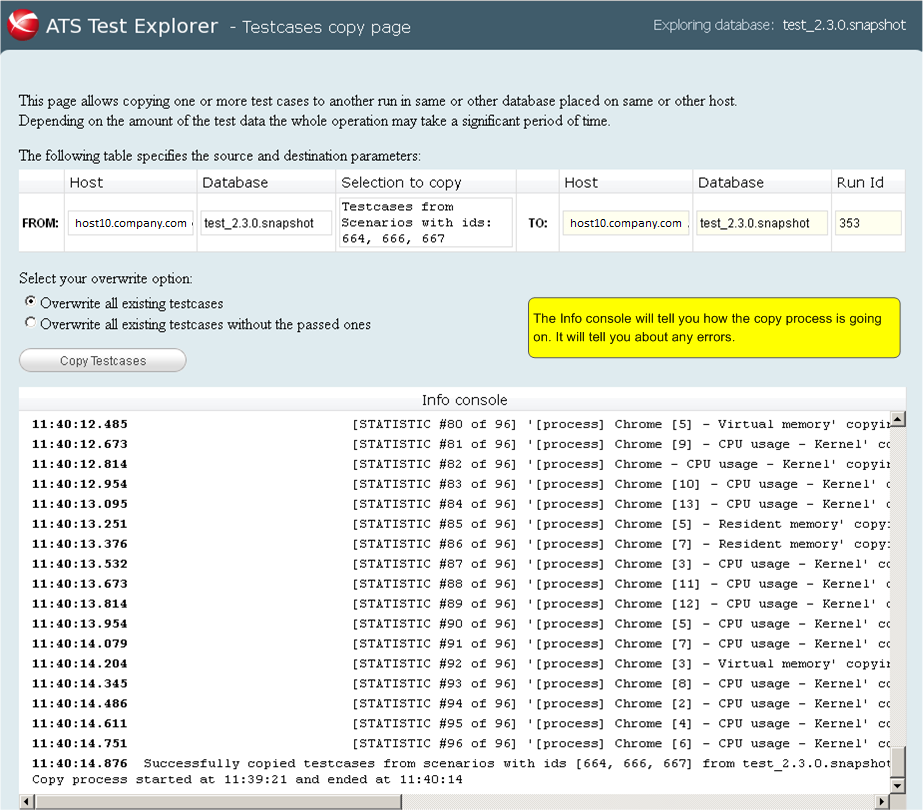 ATS Test Explorer - Testcases copy page
Exploring database: test_2.3.0.snapshot
This page allows copying one or more test cases to another run in same or other database placed on same or other host.
Depending on the amount of the test data the whole operation may take a significant period of time.
The following table specifies the source and destination parameters:
Host Database Selection to copy Host Database Run Id
FROM: host10.company.com test_2.3.0.snapshot Testcases from
Scenarios with ids:
664, 666, 667
TO: host10.company.com test_2.3.0.snapshot 353
Select your overwrite option:
Overwrite all existing testcases
Overwrite all existing testcases without the passed ones
The Info console will tell you how the copy process is going
on. It will tell you about any errors.
Copy Testcases
Info console
11:40:12.485 [STATISTIC #80 of 96] '[process] Chrome [5] - Virtual memory' copyin
11:40:12.673 [STATISTIC #81 of 96] '[process] Chrome [9] - CPU usage - Kernel' co
11:40:12.814 [STATISTIC #82 of 96] '[process] Chrome - CPU usage - Kernel' copyin
11:40:12.954 [STATISTIC #83 of 96] '[process] Chrome [10] - CPU usage - Kernel' c
11:40:13.095 [STATISTIC #84 of 96] '[process] Chrome [13] - CPU usage - Kernel' c
11:40:13.251 [STATISTIC #85 of 96] '[process] Chrome [5] - Resident memory' copy
11:40:13.376 [STATISTIC #86 of 96] '[process] Chrome [7] - Resident memory' copy
11:40:13.532 [STATISTIC #87 of 96] '[process] Chrome [3] - CPU usage - Kernel' co
11:40:13.673 [STATISTIC #88 of 96] '[process] Chrome [11] - CPU usage - Kernel' c
11:40:13.814 [STATISTIC #89 of 96] '[process] Chrome [12] - CPU usage - Kernel' c
11:40:13.954 [STATISTIC #90 of 96] '[process] Chrome [5] - CPU usage - Kernel' co
11:40:14.079 [STATISTIC #91 of 96] '[process] Chrome [7] - CPU usage - Kernel' co
11:40:14.204 [STATISTIC #92 of 96] '[process] Chrome [3] - Virtual memory' copyin
11:40:14.345 [STATISTIC #93 of 96] '[process] Chrome [8] - CPU usage - Kernel' co
11:40:14.486 [STATISTIC #94 of 96] '[process] Chrome [2] - CPU usage - Kernel' co
11:40:14.611 [STATISTIC #95 of 96] '[process] Chrome [4] - CPU usage - Kernel' co
11:40:14.751 [STATISTIC #96 of 96] '[process] Chrome [6] - CPU usage - Kernel' co
11:40:14.876 Successfully copied testcases from scenarios with ids [664, 666, 667] from test_2.3.0.snapshot
Copy process started at 11:39:21 and ended at 11:40:14